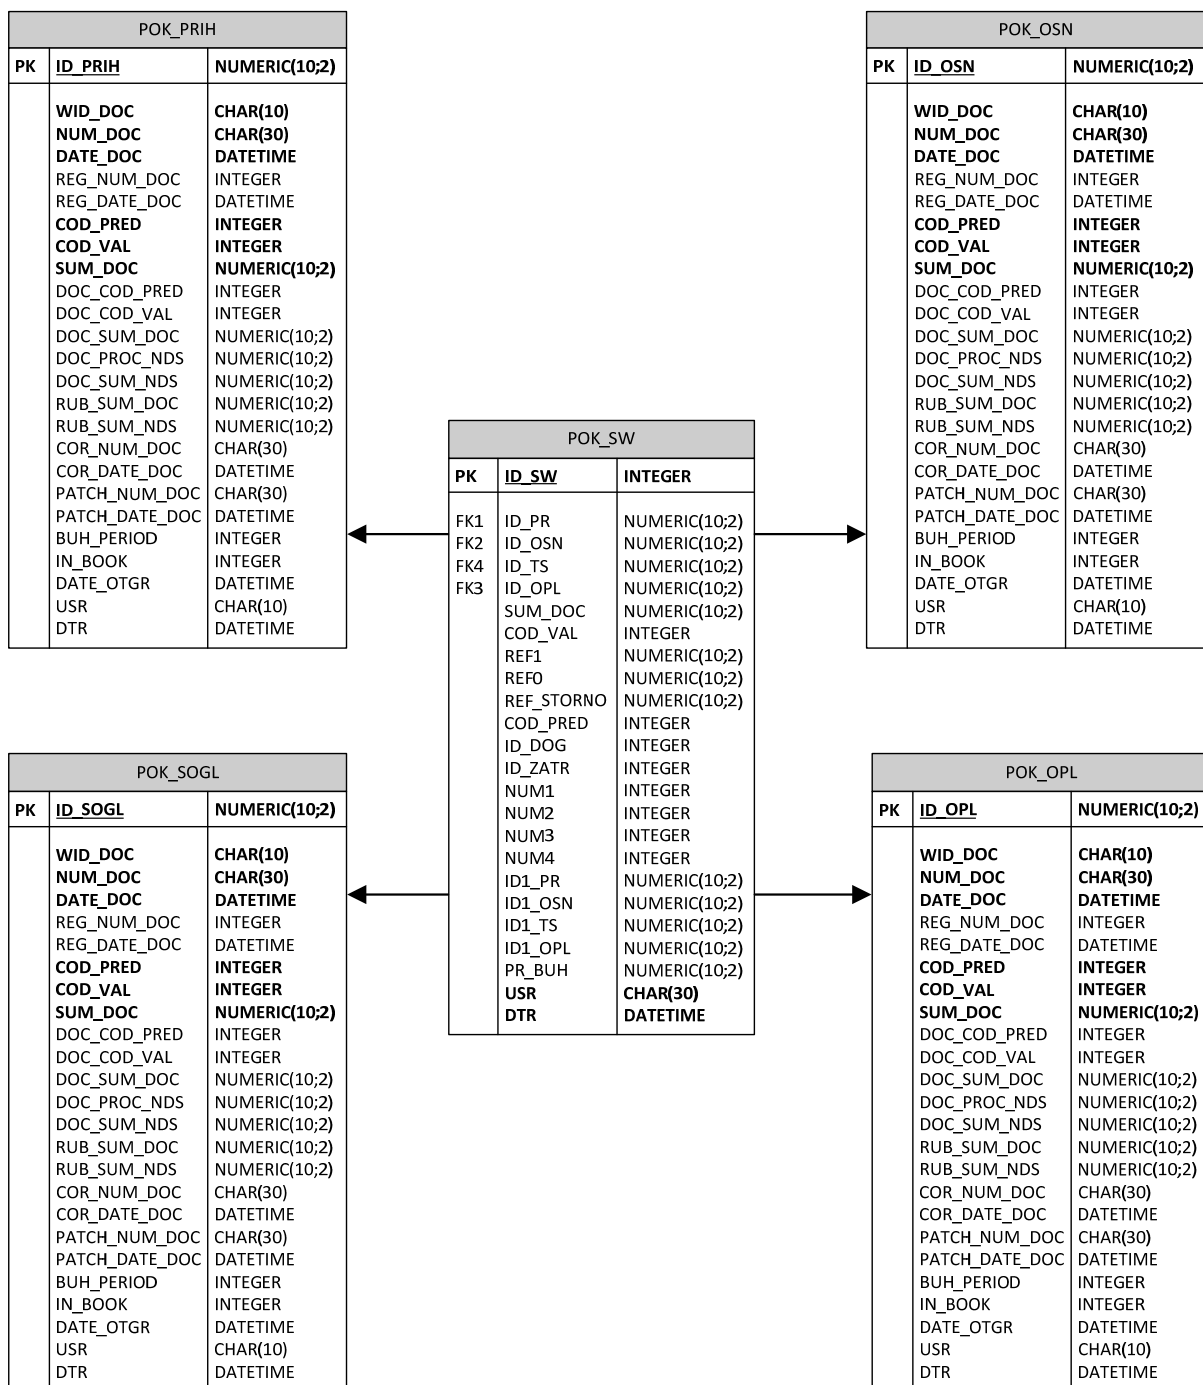 POK_PRIH
PK ID_PRIH NUMERIC(10;2)
WID_DOC CHAR(10)
NUM_DOC CHAR(30)
DATE_DOC DATETIME
REG_NUM_DOC INTEGER
REG_DATE_DOC DATETIME
COD_PRED INTEGER
COD_VAL INTEGER
SUM_DOC NUMERIC(10;2)
DOC_COD_PRED INTEGER
DOC_COD_VAL INTEGER
DOC_SUM_DOC NUMERIC(10;2)
DOC_PROC_NDS NUMERIC(10;2)
DOC_SUM_NDS NUMERIC(10;2)
RUB_SUM_DOC NUMERIC(10;2)
RUB_SUM_NDS NUMERIC(10;2)
COR_NUM_DOC CHAR(30)
COR_DATE_DOC DATETIME
PATCH_NUM_DOC CHAR(30)
PATCH_DATE_DOC DATETIME
BUH_PERIOD INTEGER
IN_BOOK INTEGER
DATE_OTGR DATETIME
USR CHAR(10)
DTR DATETIME
POK_OSN
PK ID_OSN NUMERIC(10;2)
WID_DOC CHAR(10)
NUM_DOC CHAR(30)
DATE_DOC DATETIME
REG_NUM_DOC INTEGER
REG_DATE_DOC DATETIME
COD_PRED INTEGER
COD_VAL INTEGER
SUM_DOC NUMERIC(10;2)
DOC_COD_PRED INTEGER
DOC_COD_VAL INTEGER
DOC_SUM_DOC NUMERIC(10;2)
DOC_PROC_NDS NUMERIC(10;2)
DOC_SUM_NDS NUMERIC(10;2)
RUB_SUM_DOC NUMERIC(10;2)
RUB_SUM_NDS NUMERIC(10;2)
COR_NUM_DOC CHAR(30)
COR_DATE_DOC DATETIME
PATCH_NUM_DOC CHAR(30)
PATCH_DATE_DOC DATETIME
BUH_PERIOD INTEGER
IN_BOOK INTEGER
DATE_OTGR DATETIME
USR CHAR(10)
DTR DATETIME
POK_SW
PK ID_SW INTEGER
FK1 ID_PR NUMERIC(10;2)
FK2 ID_OSN NUMERIC(10;2)
FK4 ID_TS NUMERIC(10;2)
FK3 ID_OPL NUMERIC(10;2)
SUM_DOC NUMERIC(10;2)
COD_VAL INTEGER
REF1 NUMERIC(10;2)
REF0 NUMERIC(10;2)
REF_STORNO NUMERIC(10;2)
COD_PRED INTEGER
ID_DOG INTEGER
ID_ZATR INTEGER
NUM1 INTEGER
NUM2 INTEGER
NUM3 INTEGER
NUM4 INTEGER
ID1_PR NUMERIC(10;2)
ID1_OSN NUMERIC(10;2)
ID1_TS NUMERIC(10;2)
ID1_OPL NUMERIC(10;2)
PR_BUH NUMERIC(10;2)
USR CHAR(30)
DTR DATETIME
POK_SOGL
PK ID_SOGL NUMERIC(10;2)
WID_DOC CHAR(10)
NUM_DOC CHAR(30)
DATE_DOC DATETIME
REG_NUM_DOC INTEGER
REG_DATE_DOC DATETIME
COD_PRED INTEGER
COD_VAL INTEGER
SUM_DOC NUMERIC(10;2)
DOC_COD_PRED INTEGER
DOC_COD_VAL INTEGER
DOC_SUM_DOC NUMERIC(10;2)
DOC_PROC_NDS NUMERIC(10;2)
DOC_SUM_NDS NUMERIC(10;2)
RUB_SUM_DOC NUMERIC(10;2)
RUB_SUM_NDS NUMERIC(10;2)
COR_NUM_DOC CHAR(30)
COR_DATE_DOC DATETIME
PATCH_NUM_DOC CHAR(30)
PATCH_DATE_DOC DATETIME
BUH_PERIOD INTEGER
IN_BOOK INTEGER
DATE_OTGR DATETIME
USR CHAR(10)
DTR DATETIME
POK_OPL
PK ID_OPL NUMERIC(10;2)
WID_DOC CHAR(10)
NUM_DOC CHAR(30)
DATE_DOC DATETIME
REG_NUM_DOC INTEGER
REG_DATE_DOC DATETIME
COD_PRED INTEGER
COD_VAL INTEGER
SUM_DOC NUMERIC(10;2)
DOC_COD_PRED INTEGER
DOC_COD_VAL INTEGER
DOC_SUM_DOC NUMERIC(10;2)
DOC_PROC_NDS NUMERIC(10;2)
DOC_SUM_NDS NUMERIC(10;2)
RUB_SUM_DOC NUMERIC(10;2)
RUB_SUM_NDS NUMERIC(10;2)
COR_NUM_DOC CHAR(30)
COR_DATE_DOC DATETIME
PATCH_NUM_DOC CHAR(30)
PATCH_DATE_DOC DATETIME
BUH_PERIOD INTEGER
IN_BOOK INTEGER
DATE_OTGR DATETIME
USR CHAR(10)
DTR DATETIME